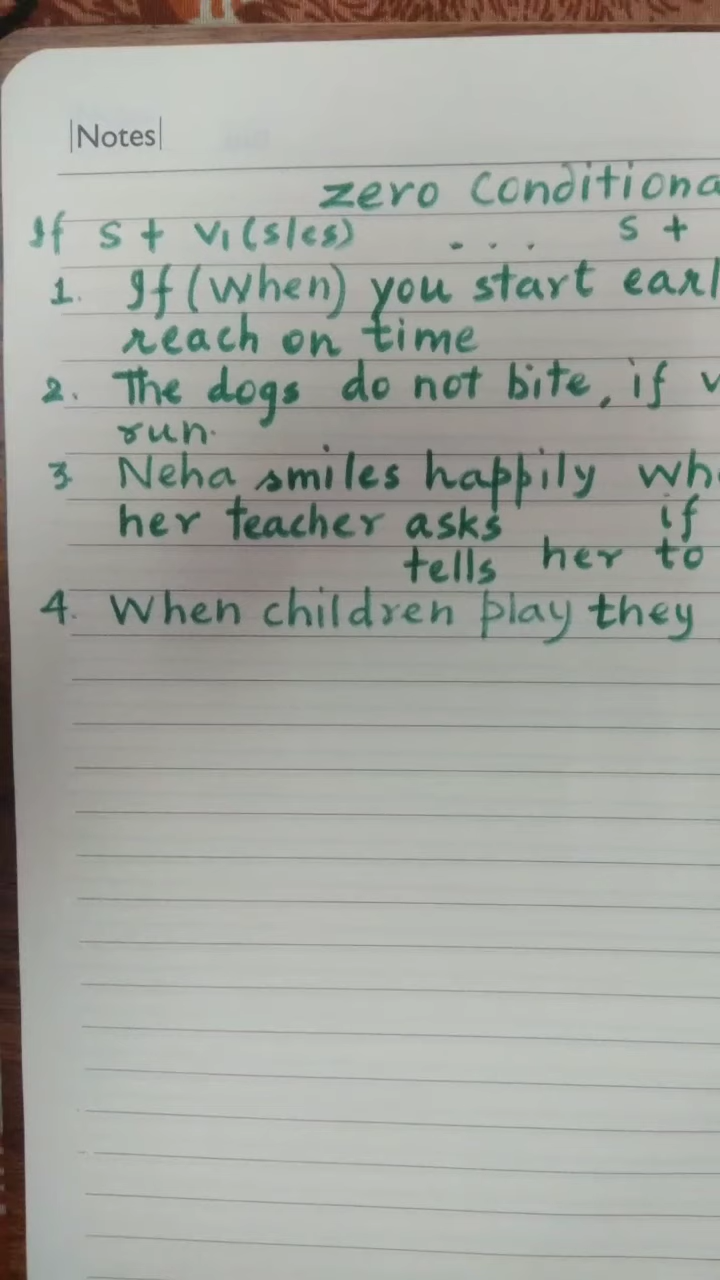 |Notes|
zero Conditiona
If S + V1 (s/es) ... S +
1. If (When) you start earl
reach on time
2. The dogs do not bite, if
run.
3 Neha smiles happily wh
her teacher asks if
tells her to
4. When children play they